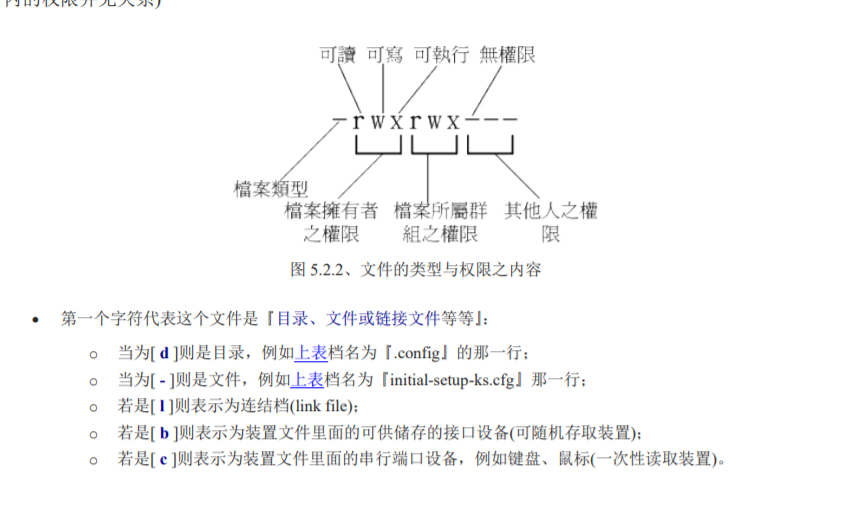 内的权限并无关系)
可讀 可寫 可執行 無權限
-rwxrwx---
檔案類型
檔案擁有者 檔案所屬群 其他人之權
之權限 組之權限 限
图 5.2.2、文件的类型与权限之内容
• 第一个字符代表这个文件是『目录、文件或链接文件等等』:
o 当为[ d ]则是目录，例如上表档名为『.config』的那一行;
o 当为[ - ]则是文件，例如上表档名为『initial-setup-ks.cfg』那一行;
o 若是[ l ]则表示为连结档(link file);
o 若是[ b ]则表示为装置文件里面的可供储存的接口设备(可随机存取装置);
o 若是[ c ]则表示为装置文件里面的串行端口设备，例如键盘、鼠标(一次性读取装置)。